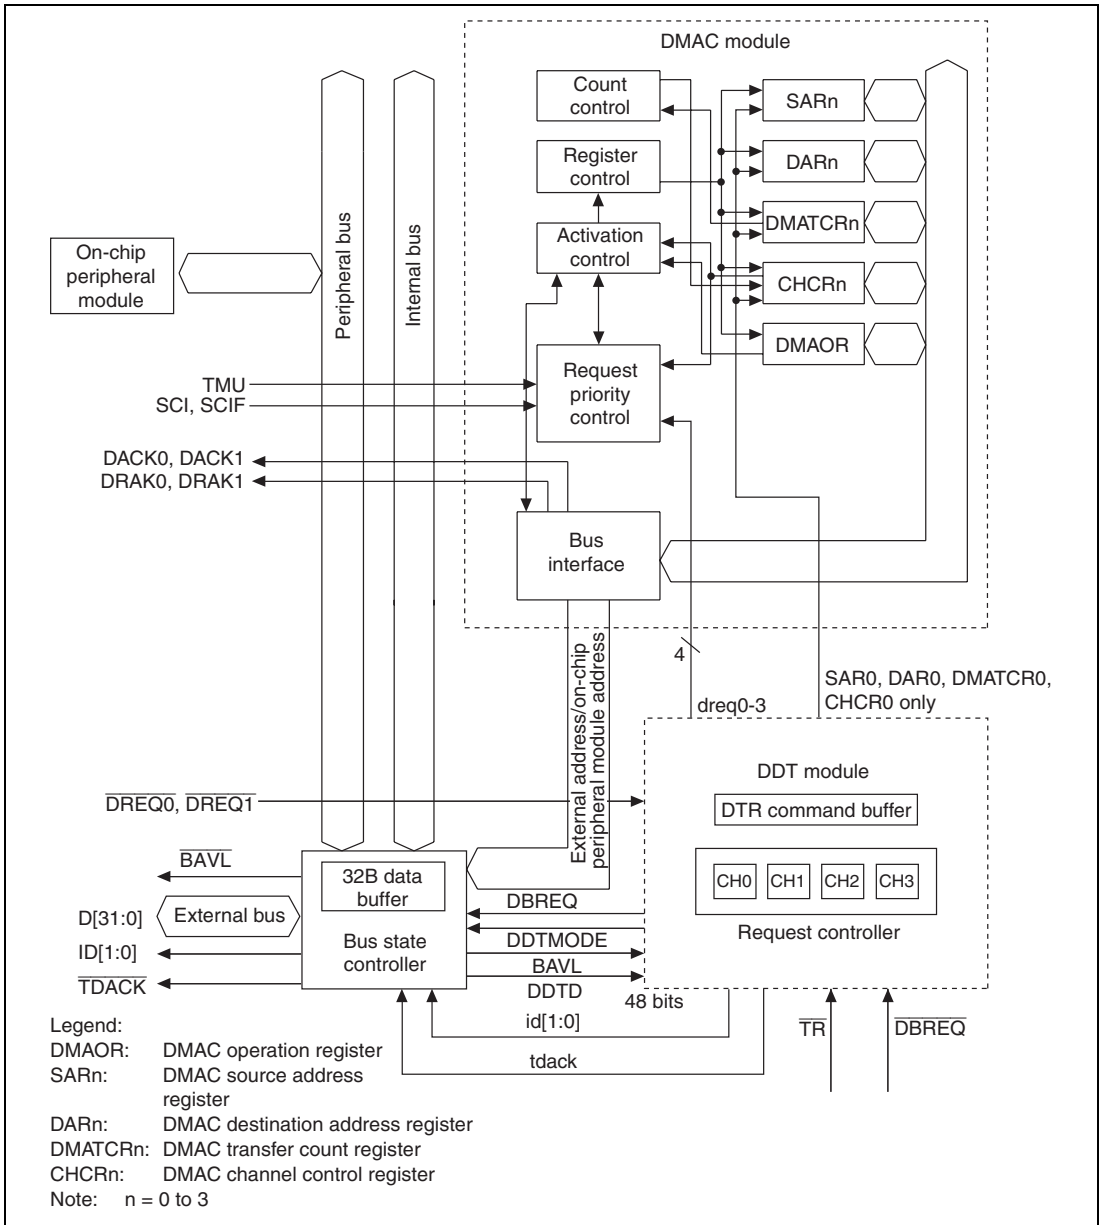 DMAC module
Count
control
SARn
Register
control
DARn
DMATCRn
Activation
control
CHCRn
DMAOR
On-chip
peripheral
module
Peripheral bus
Internal bus
Request
priority
control
TMU
SCI, SCIF
DACK0, DACK1
DRAK0, DRAK1
Bus
interface
External address/on-chip
peripheral module address
4
dreq0-3
SAR0, DAR0, DMATCR0,
CHCR0 only
DDT module
DTR command buffer
CH0 CH1 CH2 CH3
Request controller
DREQ0, DREQ1
BAVL
32B data
buffer
D[31:0]
External bus
Bus state
controller
ID[1:0]
TDACK
DBREQ
DDTMODE
BAVL
DDTD
48 bits
id[1:0]
tdack
TR
DBREQ
Legend:
DMAOR: DMAC operation register
SARn: DMAC source address
register
DARn: DMAC destination address register
DMATCRn: DMAC transfer count register
CHCRn: DMAC channel control register
Note: n = 0 to 3